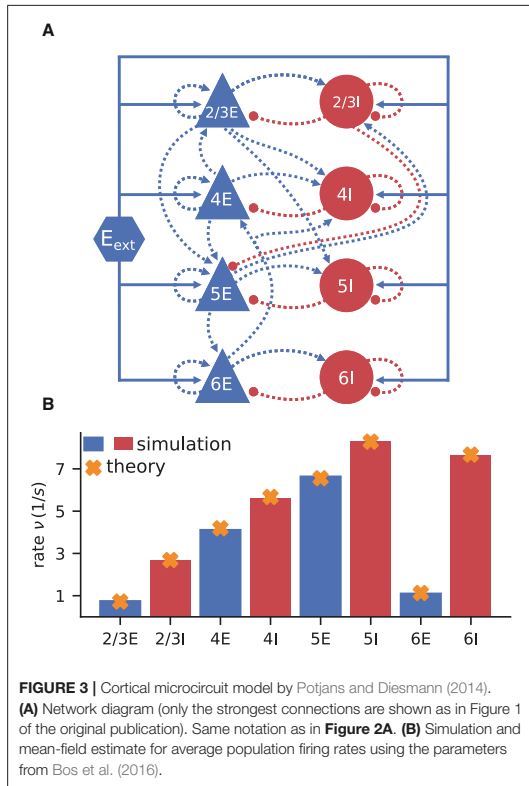 A
2/3E
2/3I
4E
4I
E_ext
5E
5I
6E
6I
B
simulation
theory
rate ν (1/s)
7
5
3
1
2/3E 2/3I 4E 4I 5E 5I 6E 6I
FIGURE 3 | Cortical microcircuit model by Potjans and Diesmann (2014).
(A) Network diagram (only the strongest connections are shown as in Figure 1
of the original publication). Same notation as in Figure 2A. (B) Simulation and
mean-field estimate for average population firing rates using the parameters
from Bos et al. (2016).